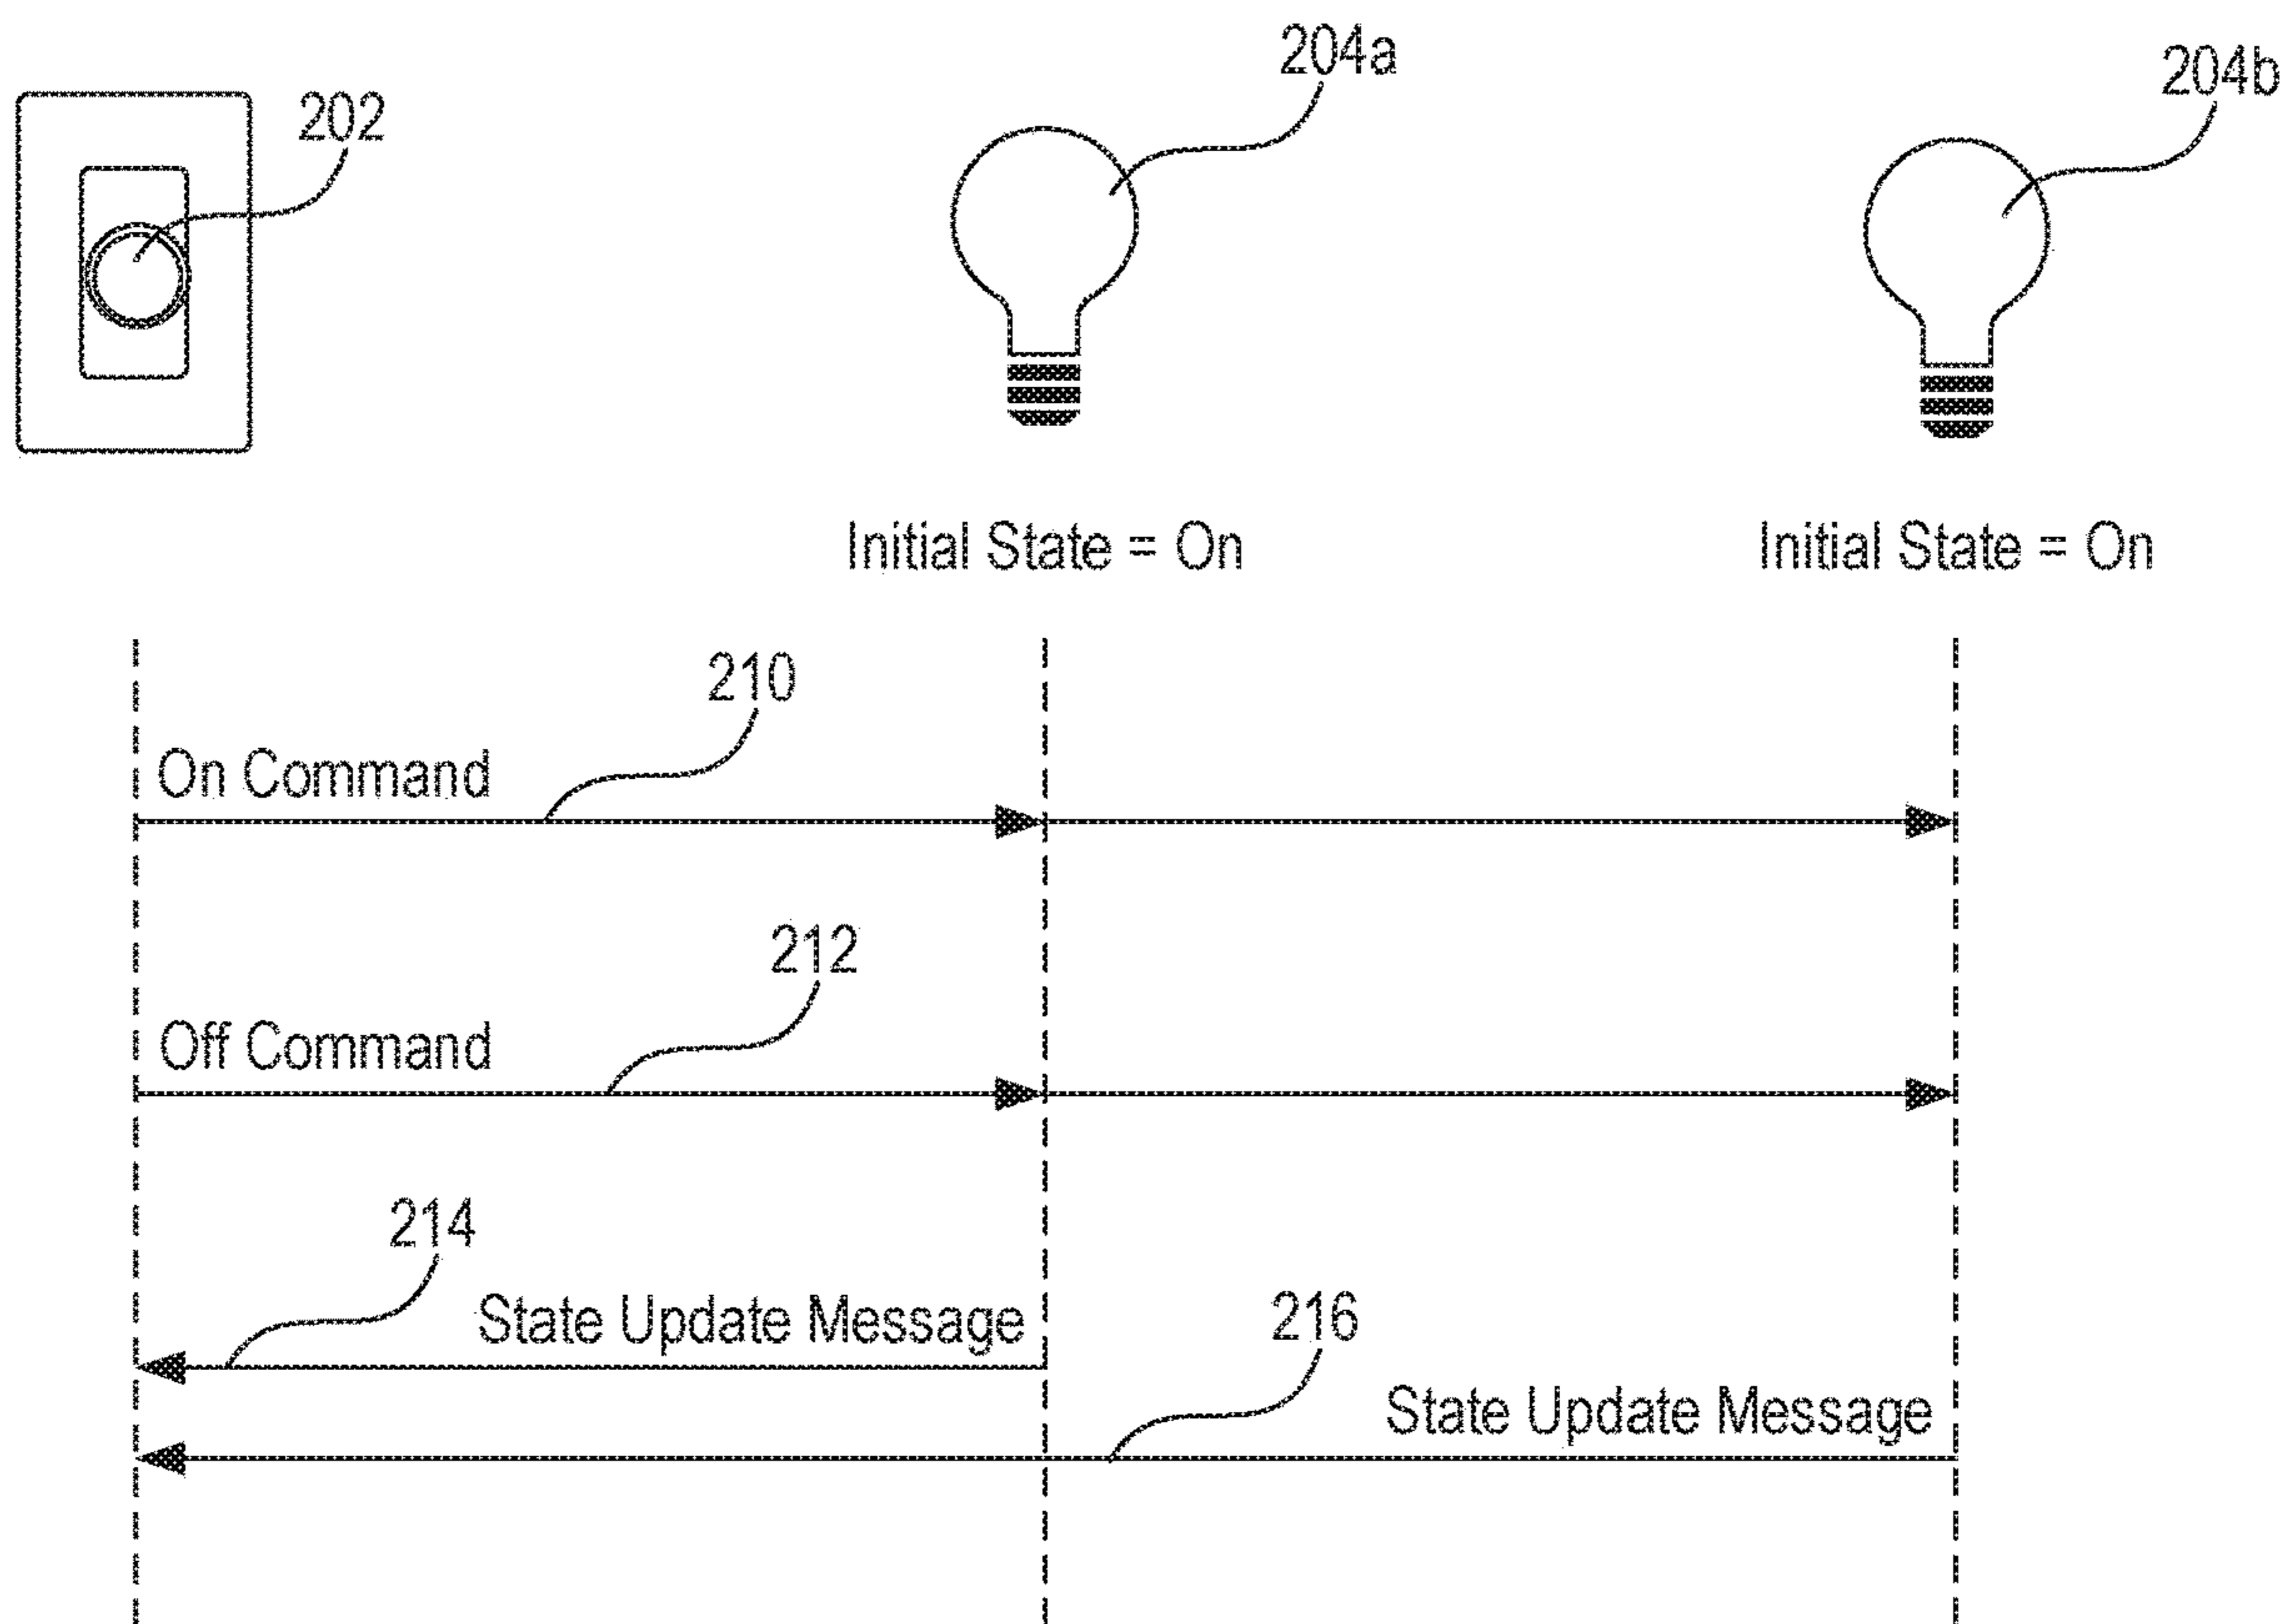 204a
204b
202
Initial State = On
Initial State = On
210
On Command
212
Off Command
214
State Update Message
216
State Update Message